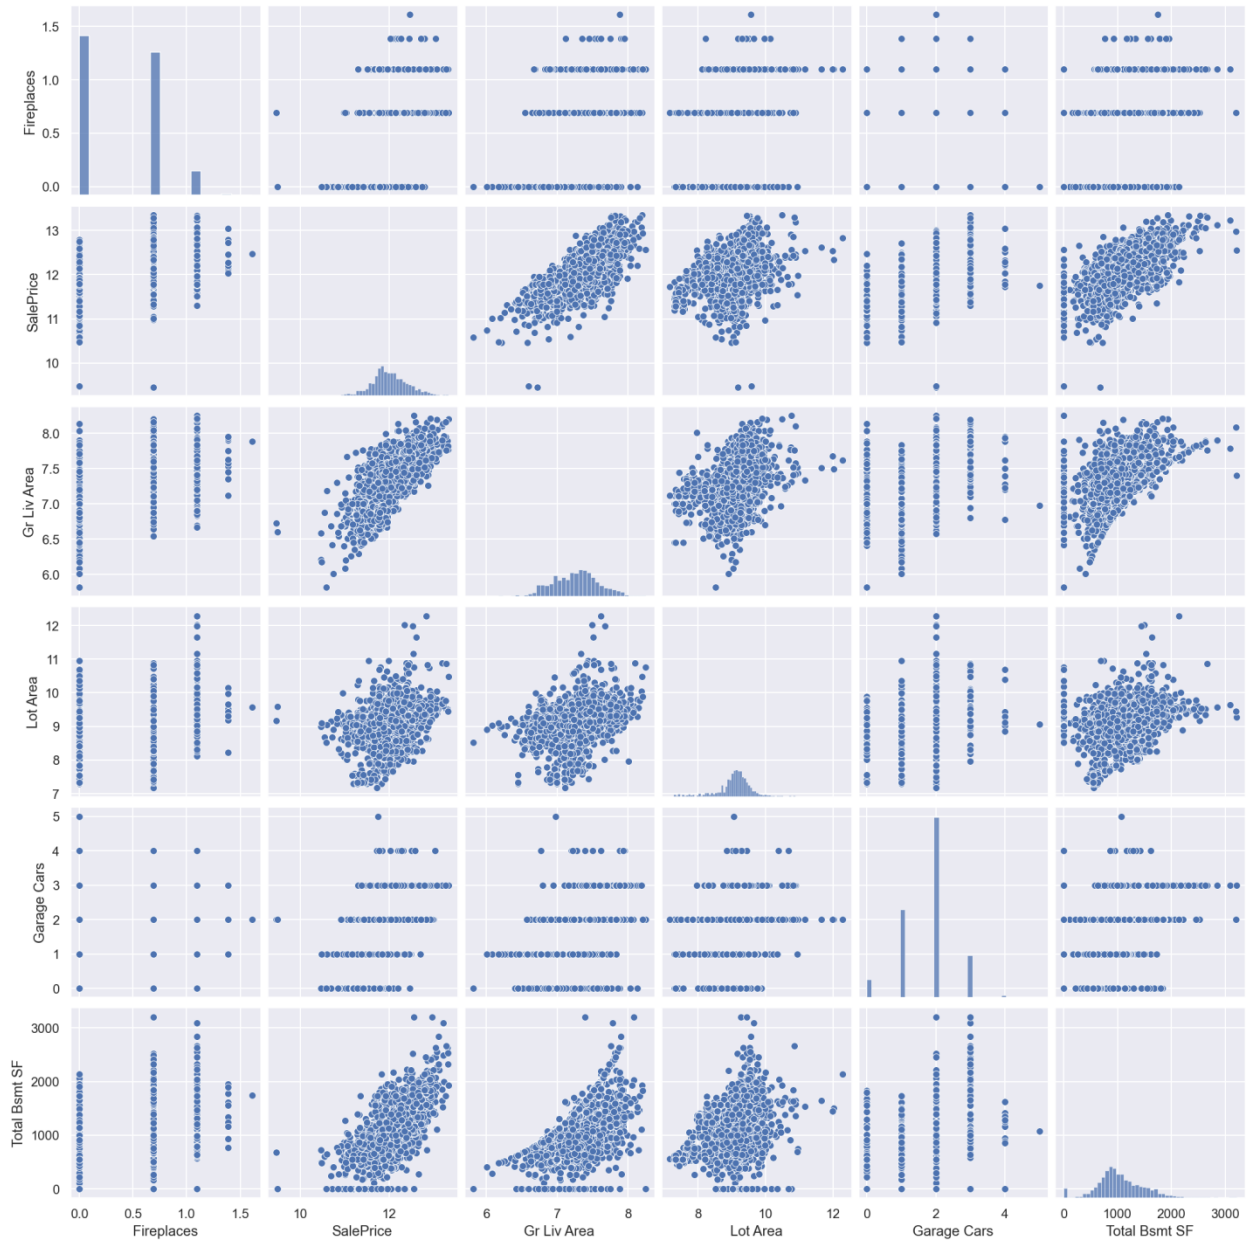 1.5
1.0
0.5
0.0
Fireplaces
13
12
11
10
SalePrice
8.0
7.5
7.0
6.5
6.0
Gr Liv Area
12
11
10
9
8
7
Lot Area
5
4
3
2
1
0
Garage Cars
3000
2000
1000
0
Total Bsmt SF
0.0 0.5 1.0 1.5
Fireplaces
10 12
SalePrice
6 7 8
Gr Liv Area
8 10 12
Lot Area
0 2 4
Garage Cars
0 1000 2000 3000
Total Bsmt SF